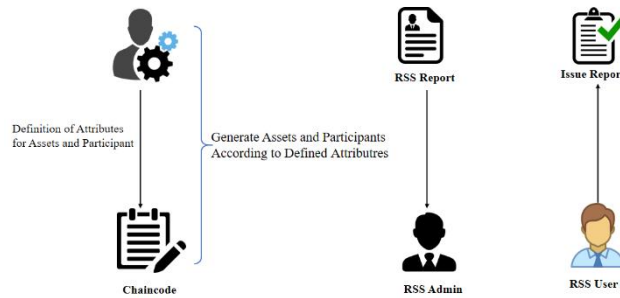 RSS Report
Issue Report
Definition of Attributes
for Assets and Participant
Generate Assets and Participants
According to Defined Attributres
Chaincode
RSS Admin
RSS User